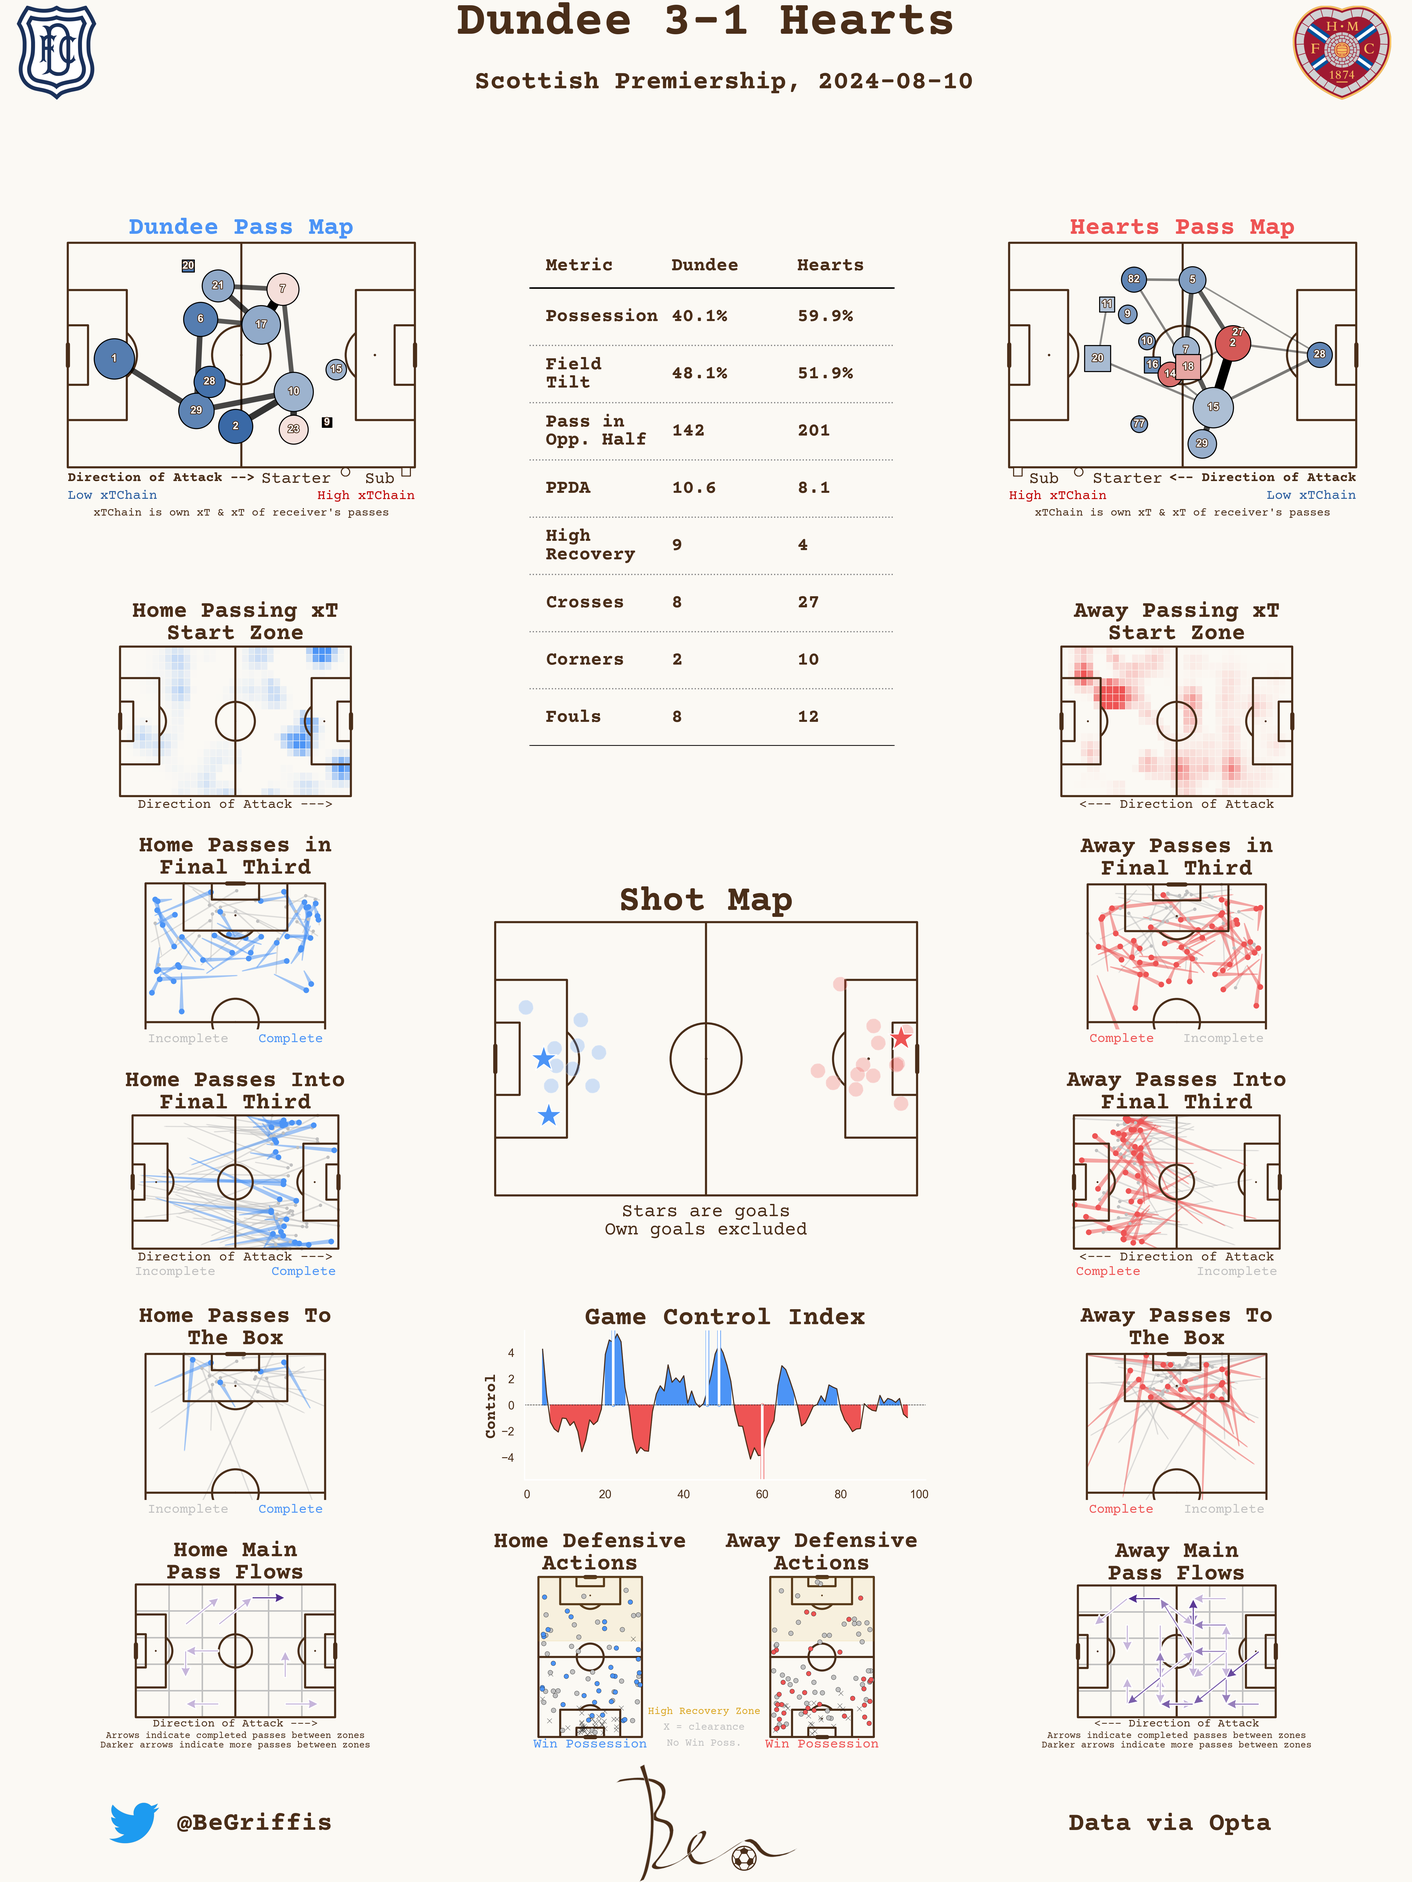 Dundee 3-1 Hearts
Scottish Premiership, 2024-08-10
DFC
H M
F C
1874
Dundee Pass Map
20
21
7
6
17
1
28
15
10
29
2
23
9
Direction of Attack --> Starter Sub
Low xTChain High xTChain
xTChain is own xT & xT of receiver's passes
Metric Dundee Hearts
Possession 40.1% 59.9%
Field
Tilt 48.1% 51.9%
Pass in
Opp. Half 142 201
PPDA 10.6 8.1
High
Recovery 9 4
Crosses 8 27
Corners 2 10
Fouls 8 12
Hearts Pass Map
82
5
11
9
27
10
7
2
28
20
16
14
18
15
77
29
Sub Starter <-- Direction of Attack
High xTChain Low xTChain
xTChain is own xT & xT of receiver's passes
Home Passing xT
Start Zone
Direction of Attack --->
Away Passing xT
Start Zone
<--- Direction of Attack
Home Passes in
Final Third
Incomplete Complete
Away Passes in
Final Third
Complete Incomplete
Shot Map
Stars are goals
Own goals excluded
Home Passes Into
Final Third
Direction of Attack --->
Incomplete Complete
Away Passes Into
Final Third
<--- Direction of Attack
Complete Incomplete
Home Passes To
The Box
Incomplete Complete
Game Control Index
Control
4
2
0
−2
−4
0 20 40 60 80 100
Away Passes To
The Box
Complete Incomplete
Home Main
Pass Flows
Direction of Attack --->
Arrows indicate completed passes between zones
Darker arrows indicate more passes between zones
Home Defensive
Actions
Win Possession
Away Defensive
Actions
Win Possession
High Recovery Zone
X = clearance
No Win Poss.
Away Main
Pass Flows
<--- Direction of Attack
Arrows indicate completed passes between zones
Darker arrows indicate more passes between zones
@BeGriffis
Ben
Data via Opta